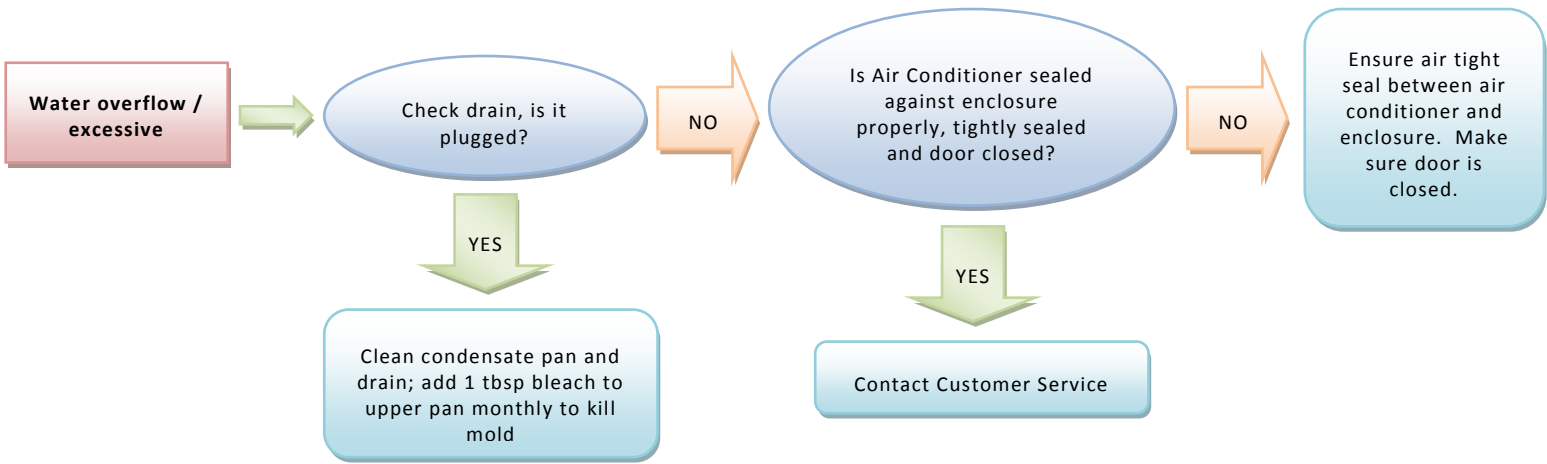 Water overflow /
excessive
Check drain, is it
plugged?
NO
Is Air Conditioner sealed
against enclosure
properly, tightly sealed
and door closed?
NO
Ensure air tight
seal between air
conditioner and
enclosure. Make
sure door is
closed.
YES
Clean condensate pan and
drain; add 1 tbsp bleach to
upper pan monthly to kill
mold
YES
Contact Customer Service